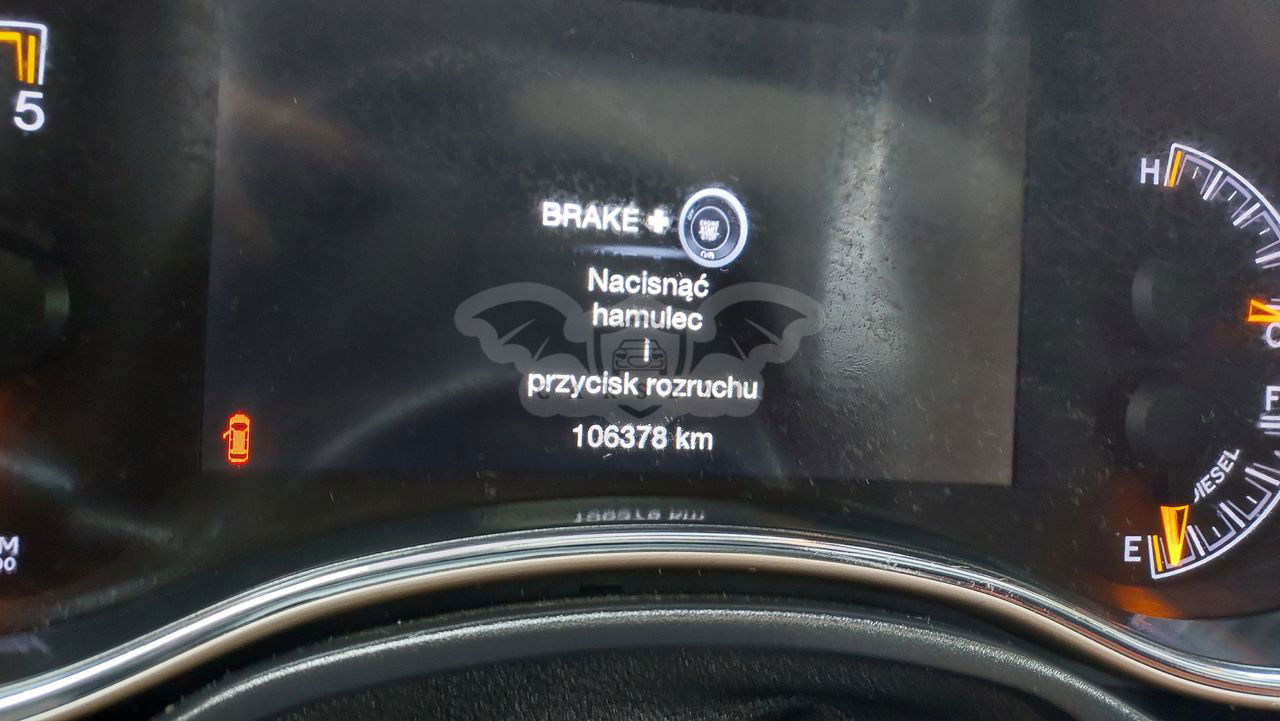 5
H
BRAKE +
Nacisnąć
hamulec
i
przycisk rozruchu
106378 km
C
F
DIESEL
E